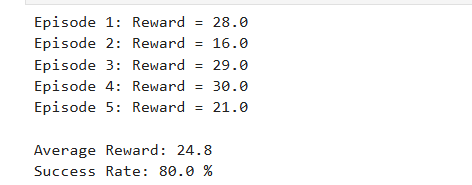 Episode 1: Reward = 28.0
Episode 2: Reward = 16.0
Episode 3: Reward = 29.0
Episode 4: Reward = 30.0
Episode 5: Reward = 21.0
Average Reward: 24.8
Success Rate: 80.0 %